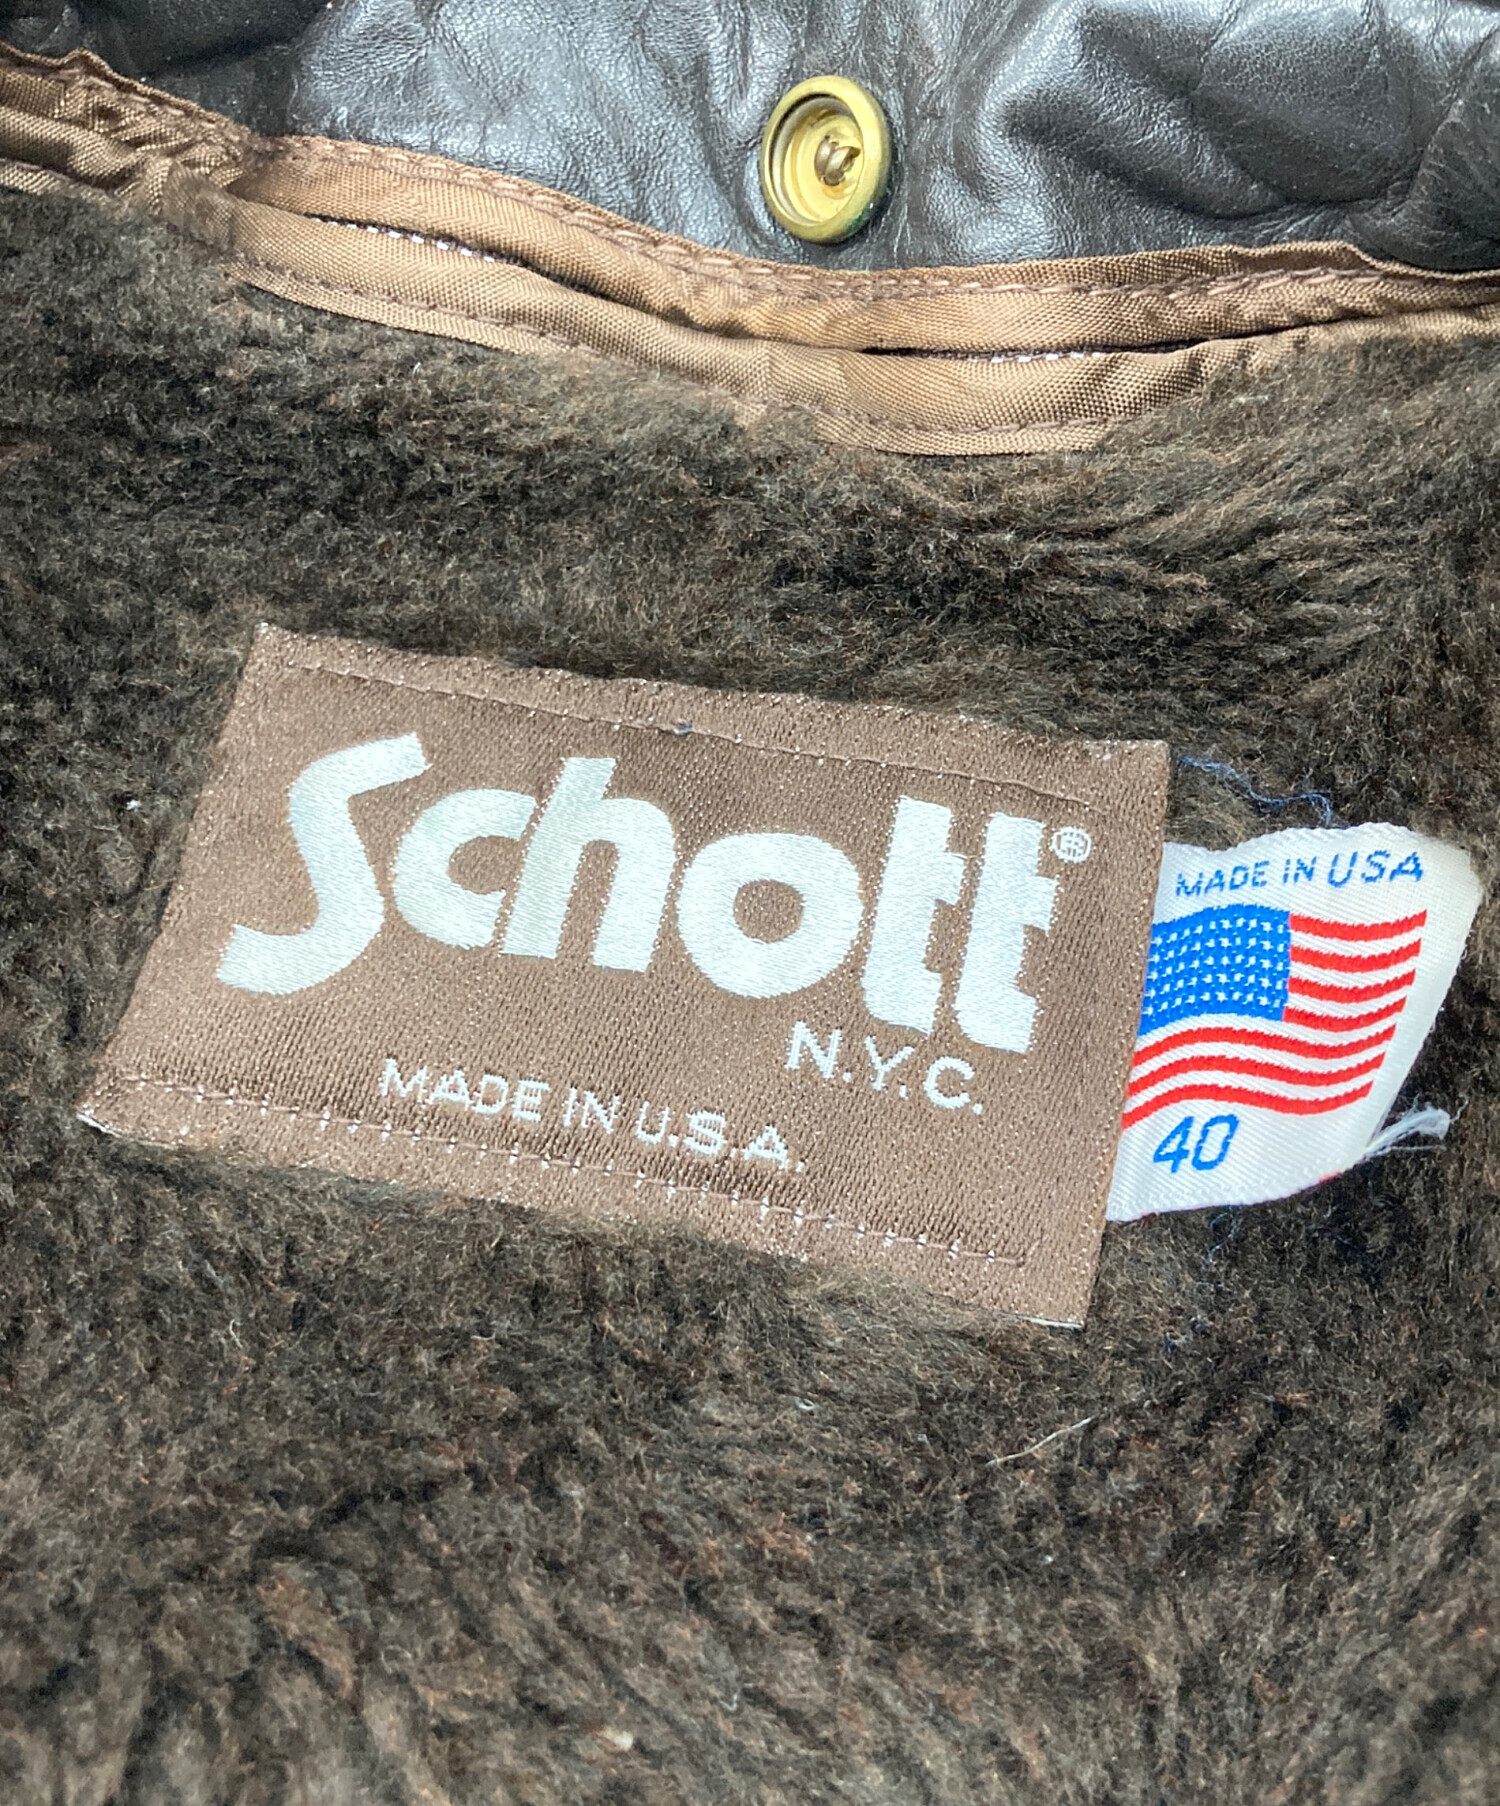 Schott®
N.Y.C.
MADE IN U.S.A.
MADE IN USA
40